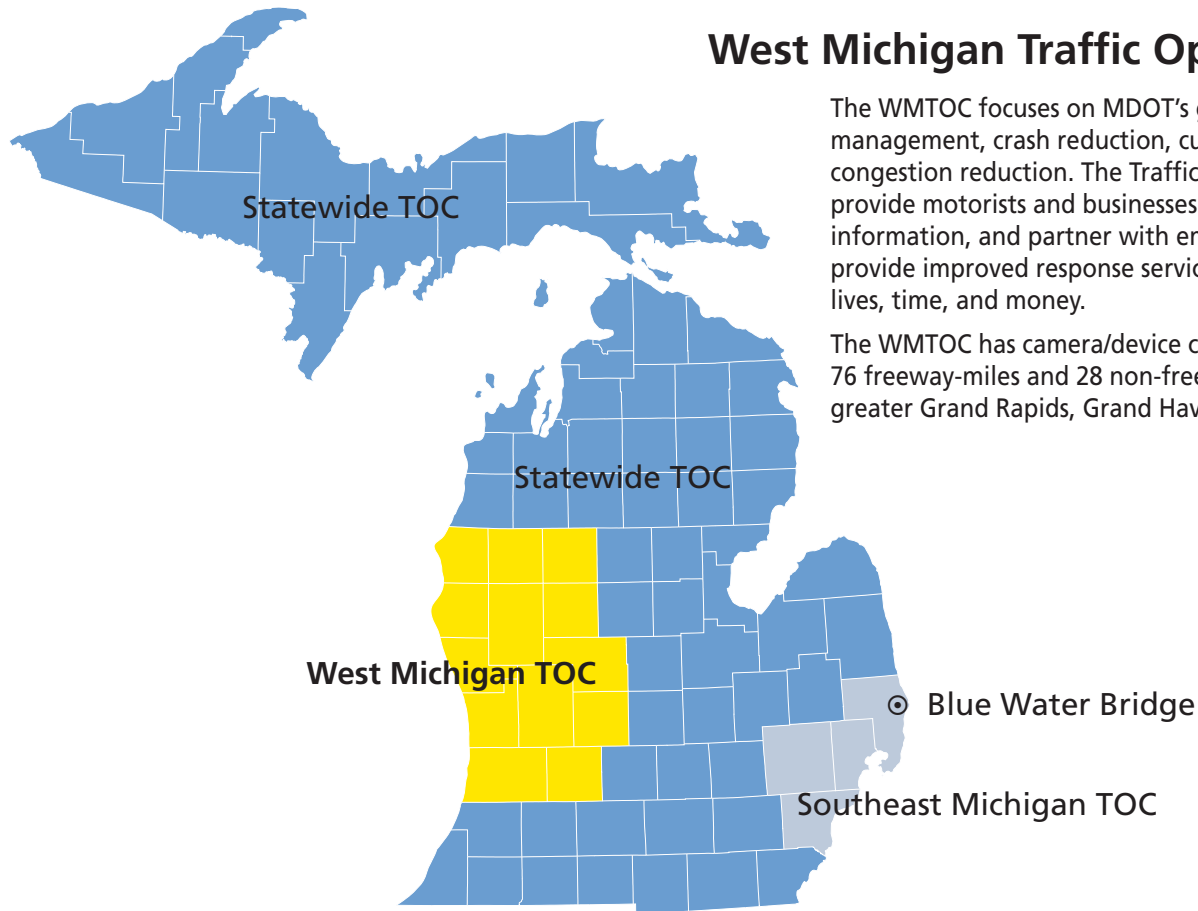 West Michigan Traffic Op
The WMTOC focuses on MDOT's g
management, crash reduction, cu
congestion reduction. The Traffic
provide motorists and businesses
information, and partner with en
provide improved response servic
lives, time, and money.
The WMTOC has camera/device c
76 freeway-miles and 28 non-free
greater Grand Rapids, Grand Hav
Statewide TOC
Statewide TOC
West Michigan TOC
Blue Water Bridge
Southeast Michigan TOC